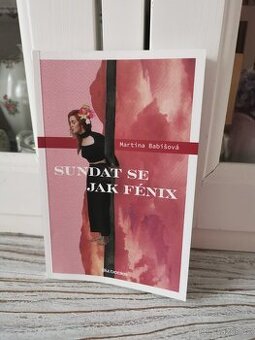 Martina Babišová
SUNDAT SE
JAK FÉNIX